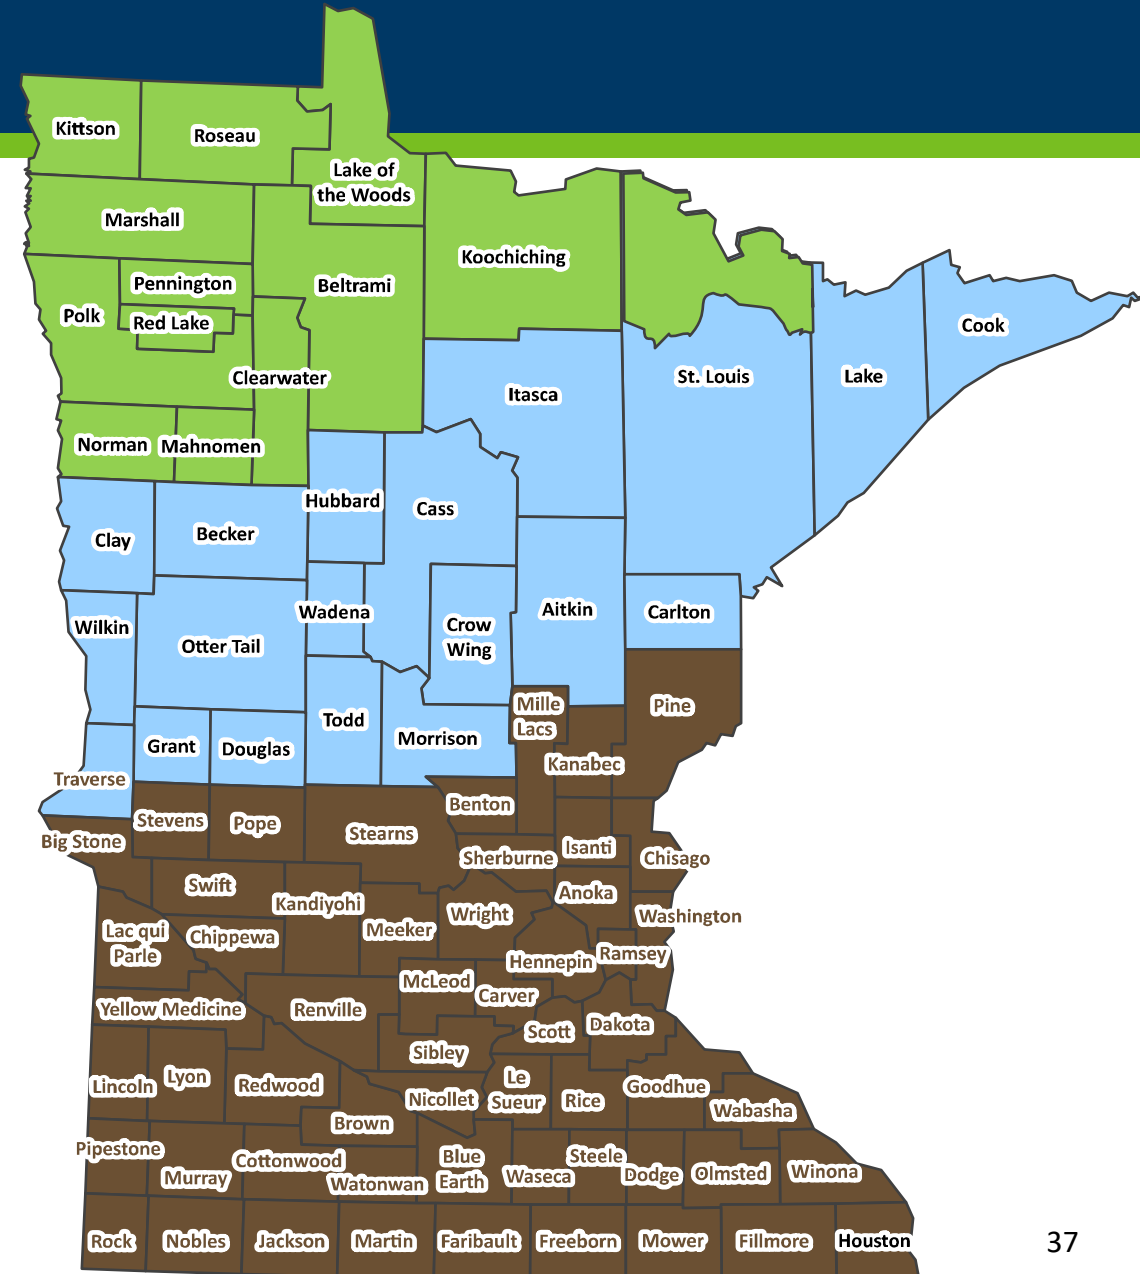 Kittson
Roseau
Lake of
the Woods
Marshall
Koochiching
Pennington
Beltrami
Polk
Red Lake
Cook
Clearwater
St. Louis
Lake
Itasca
Norman
Mahnomen
Hubbard
Cass
Becker
Clay
Wadena
Aitkin
Carlton
Wilkin
Crow
Wing
Otter Tail
Mille
Lacs
Pine
Todd
Grant
Douglas
Morrison
Kanabec
Traverse
Benton
Stevens
Pope
Stearns
Big Stone
Isanti
Sherburne
Chisago
Swift
Anoka
Kandiyohi
Wright
Washington
Lac qui
Parle
Chippewa
Meeker
Ramsey
Hennepin
McLeod
Carver
Yellow Medicine
Renville
Scott
Dakota
Sibley
Lyon
Le
Sueur
Lincoln
Redwood
Goodhue
Nicollet
Rice
Wabasha
Brown
Pipestone
Cottonwood
Blue
Earth
Steele
Murray
Watonwan
Waseca
Dodge
Olmsted
Winona
Rock
Nobles
Jackson
Martin
Faribault
Freeborn
Mower
Fillmore
Houston
37